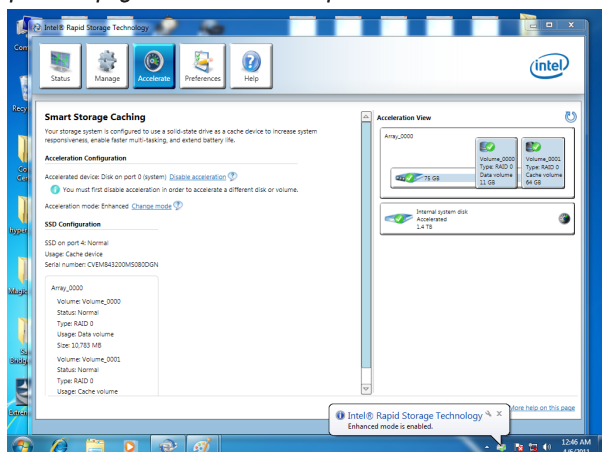 Intel® Rapid Storage Technology
Status
Manage
Accelerate
Preferences
Help
intel
Smart Storage Caching
Your storage system is configured to use a solid-state drive as a cache device to increase system
responsiveness, enable faster multi-tasking, and extend battery life.
Acceleration Configuration
Accelerated device: Disk on port 0 (system) Disable acceleration
You must first disable acceleration in order to accelerate a different disk or volume.
Acceleration mode: Enhanced Change mode
SSD Configuration
SSD on port 4: Normal
Usage: Cache device
Serial number: CVEM843200MS080DGN
Array_0000
Volume: Volume_0000
Status: Normal
Type: RAID 0
Usage: Data volume
Size: 10,783 MB
Volume: Volume_0001
Status: Normal
Type: RAID 0
Usage: Cache volume
Acceleration View
Array_0000
75 GB
Volume_0000
Type: RAID 0
Data volume
11 GB
Volume_0001
Type: RAID 0
Cache volume
64 GB
Internal system disk
Accelerated
1.4 TB
More help on this page
Intel® Rapid Storage Technology
Enhanced mode is enabled.
12:46 AM
4/6/2011